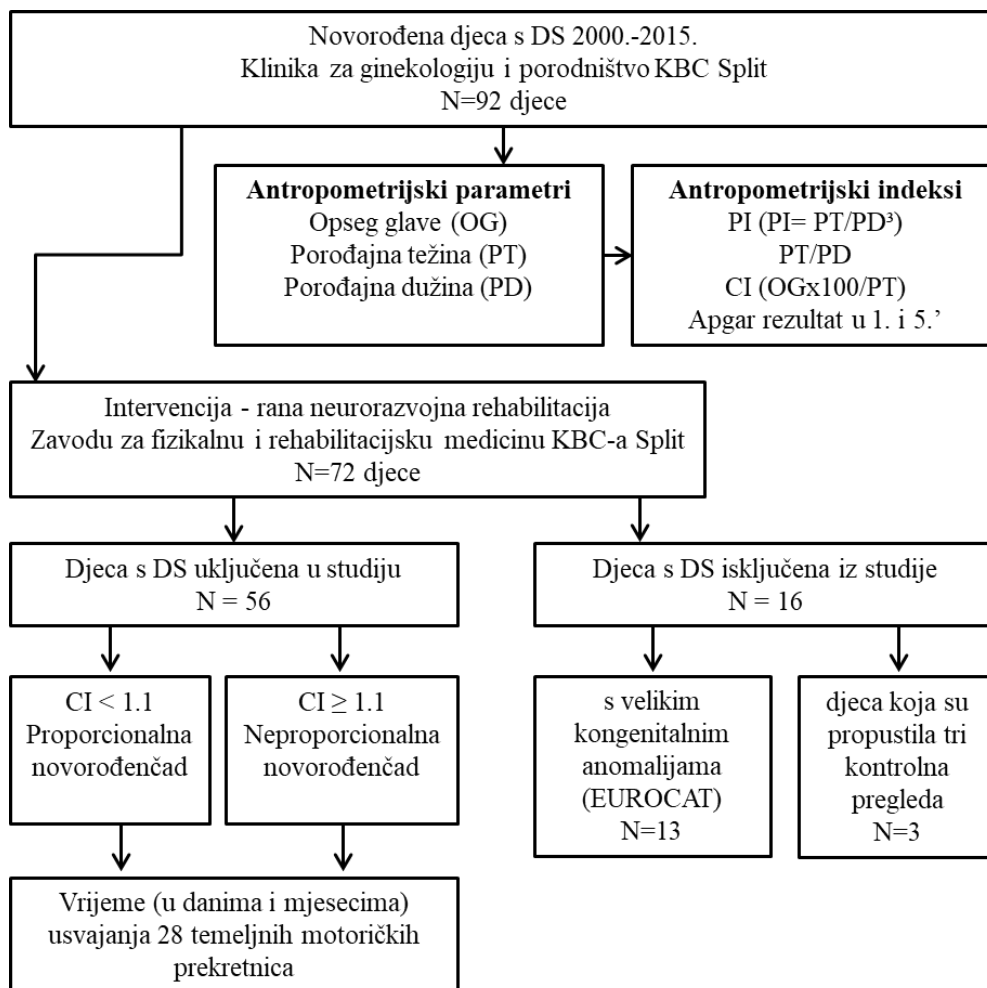 Novorođena djeca s DS 2000.-2015.
Klinika za ginekologiju i porodništvo KBC Split
N=92 djece
Antropometrijski parametri
Opseg glave (OG)
Porođajna težina (PT)
Porođajna dužina (PD)
Antropometrijski indeksi
PI (PI= PT/PD³)
PT/PD
CI (OGx100/PT)
Apgar rezultat u 1. i 5.’
Intervencija - rana neurorazvojna rehabilitacija
Zavodu za fizikalnu i rehabilitacijsku medicinu KBC-a Split
N=72 djece
Djeca s DS uključena u studiju
N = 56
Djeca s DS isključena iz studije
N = 16
CI < 1.1
Proporcionalna
novorođenčad
CI ≥ 1.1
Neproporcionalna
novorođenčad
s velikim
kongenitalnim
anomalijama
(EUROCAT)
N=13
djeca koja su
propustila tri
kontrolna
pregleda
N=3
Vrijeme (u danima i mjesecima)
usvajanja 28 temeljnih motoričkih
prekretnica